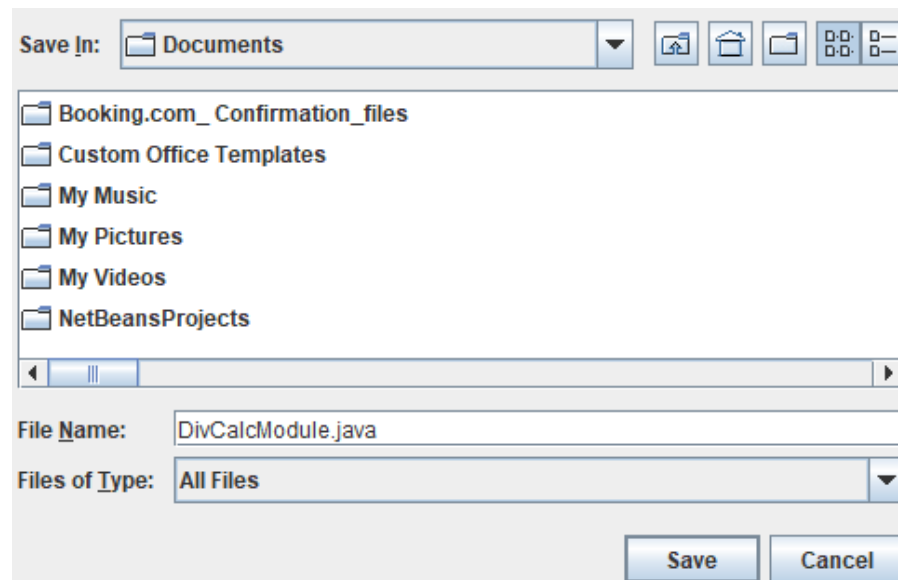 Save In: Documents
Booking.com_ Confirmation_files
Custom Office Templates
My Music
My Pictures
My Videos
NetBeansProjects
File Name: DivCalcModule.java
Files of Type: All Files
Save Cancel